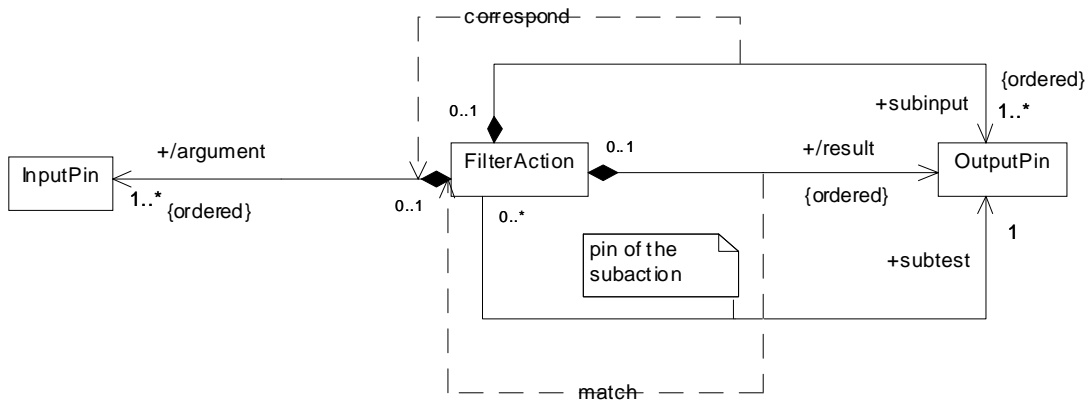 correspond
{ordered}
+subinput
1..*
0..1
FilterAction
0..1
+/result
OutputPin
+/argument
InputPin
1..*
{ordered}
0..1
0..*
{ordered}
1
pin of the
subaction
+subtest
match